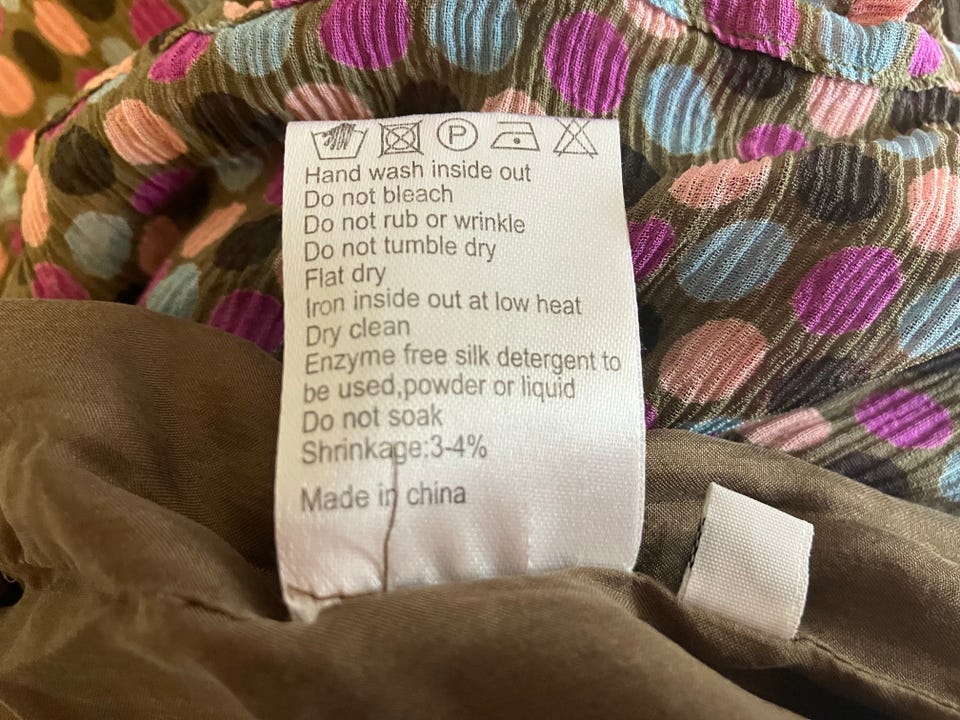 P
Hand wash inside out
Do not bleach
Do not rub or wrinkle
Do not tumble dry
Flat dry
Iron inside out at low heat
Dry clean
Enzyme free silk detergent to
be used,powder or liquid
Do not soak
Shrinkage:3-4%
Made in china